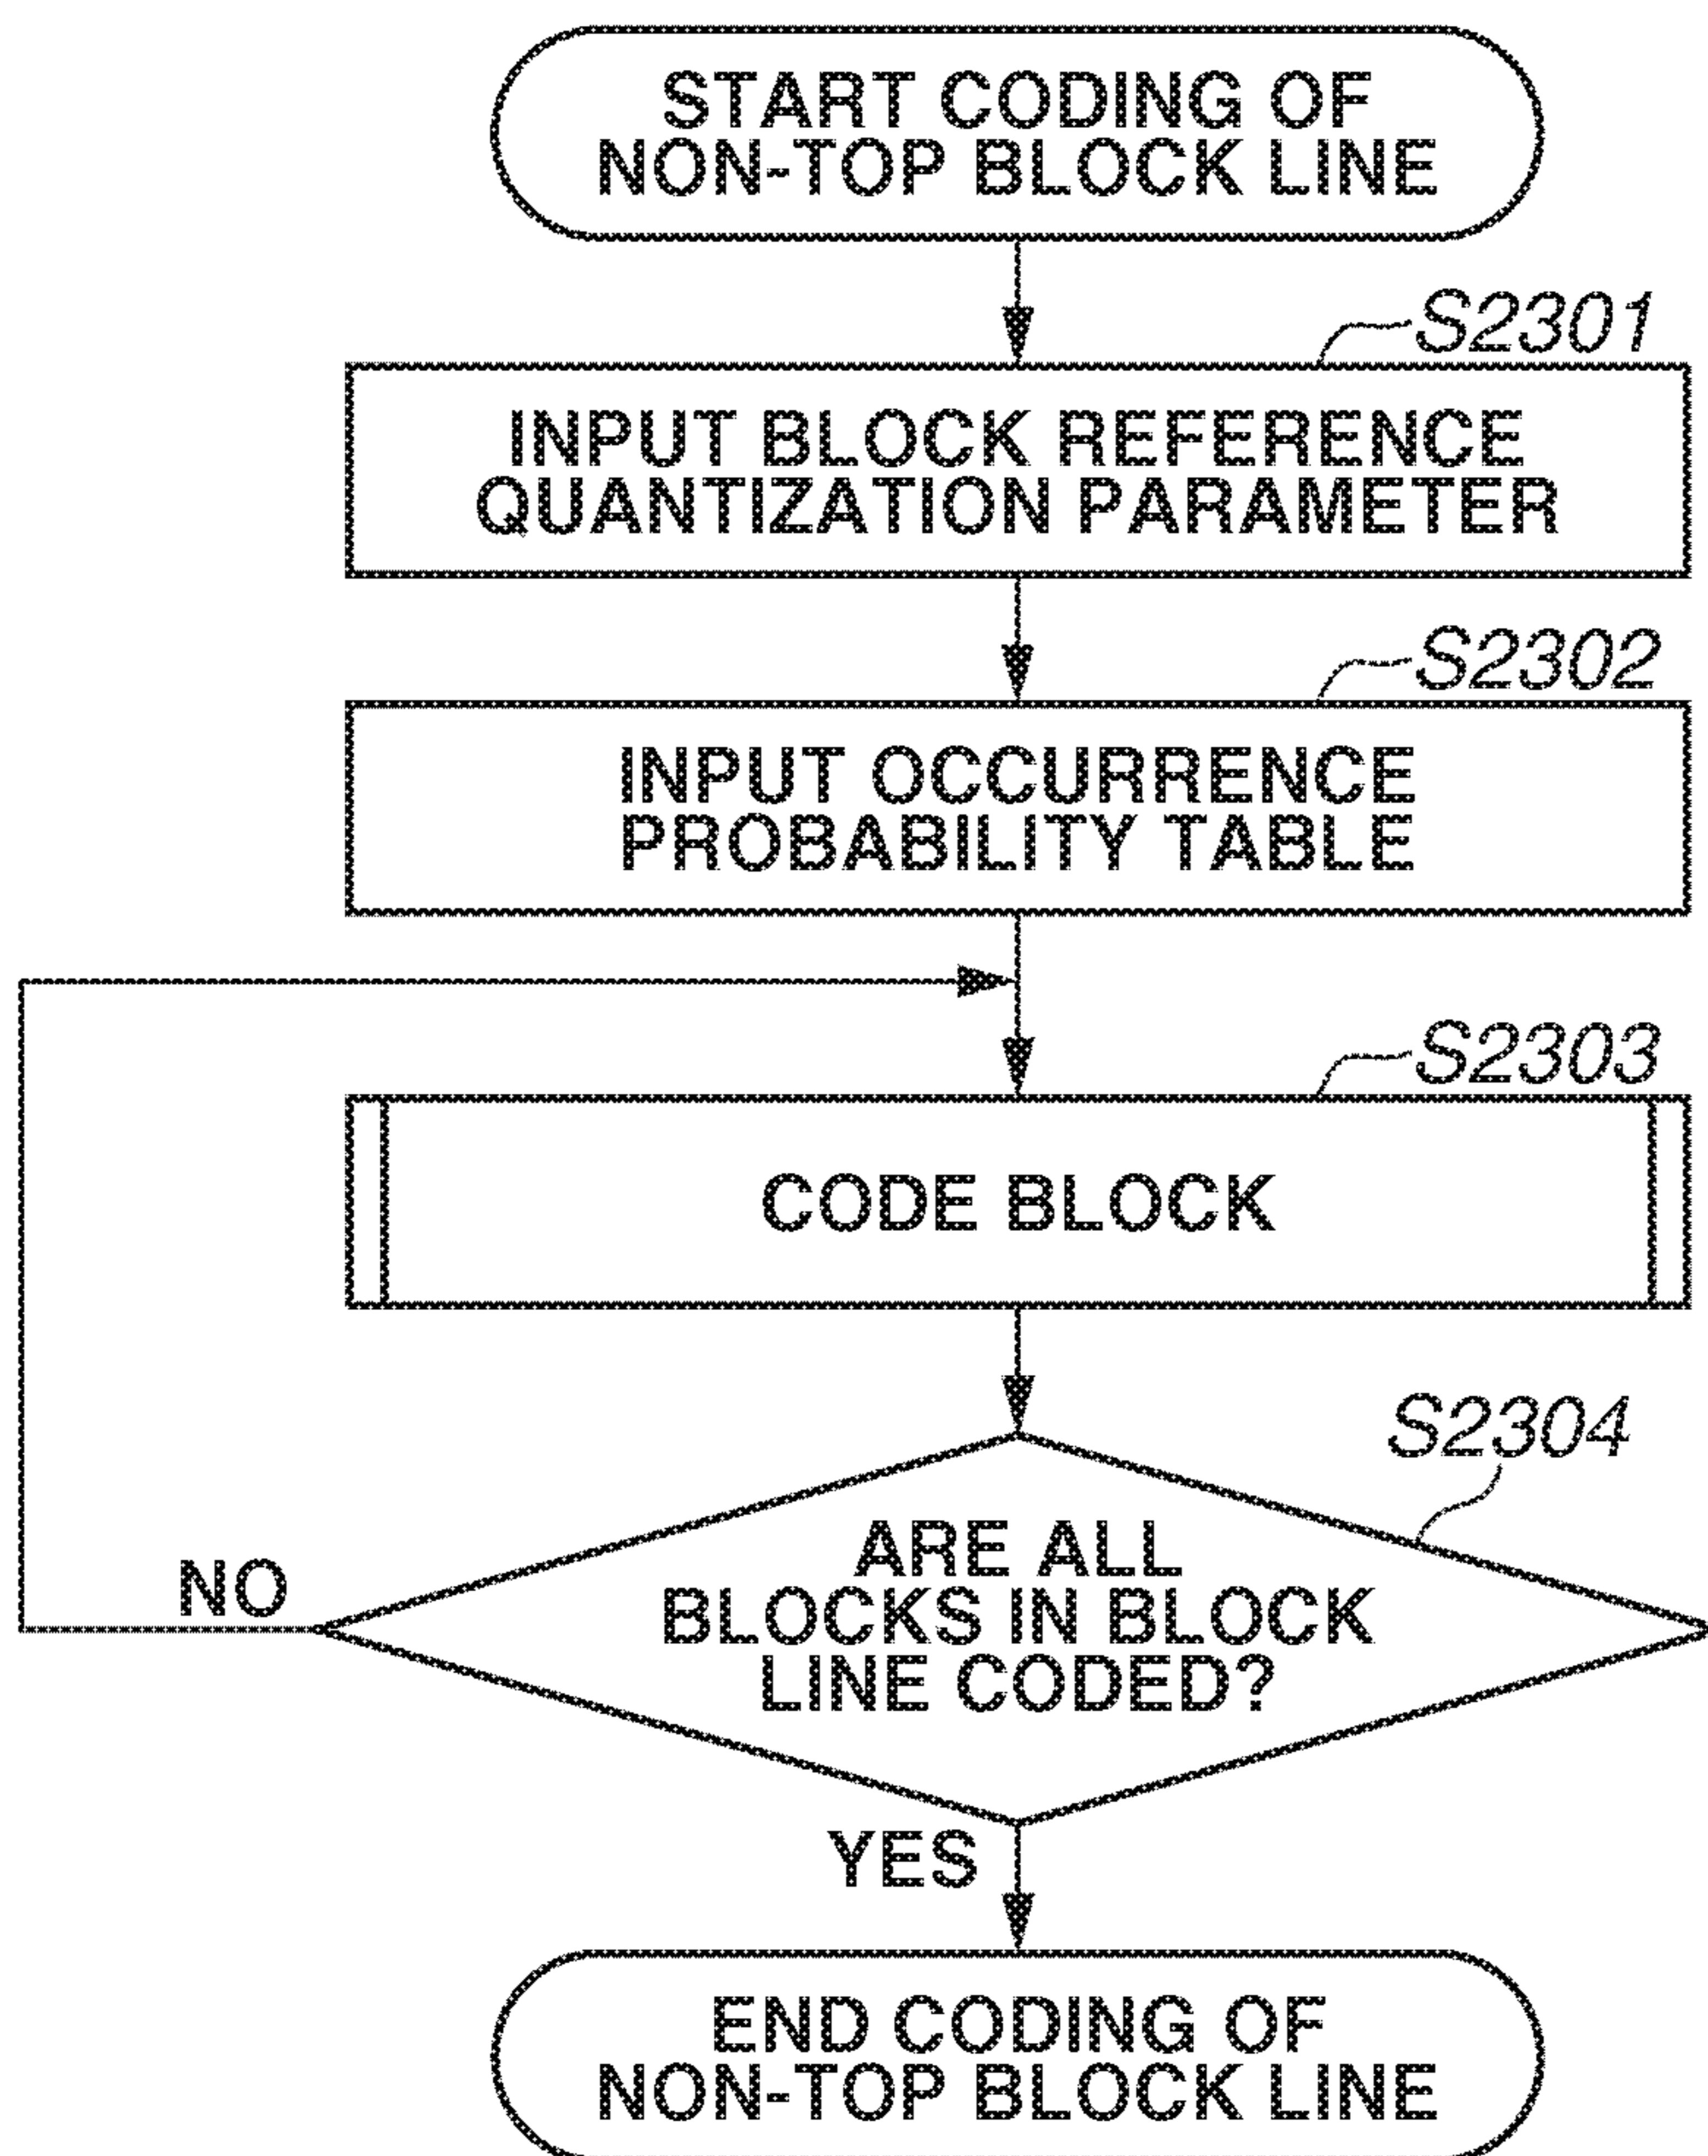 START CODING OF
NON-TOP BLOCK LINE
S2301
INPUT BLOCK REFERENCE
QUANTIZATION PARAMETER
S2302
INPUT OCCURRENCE
PROBABILITY TABLE
S2303
CODE BLOCK
S2304
ARE ALL
BLOCKS IN BLOCK
LINE CODED?
NO
YES
END CODING OF
NON-TOP BLOCK LINE